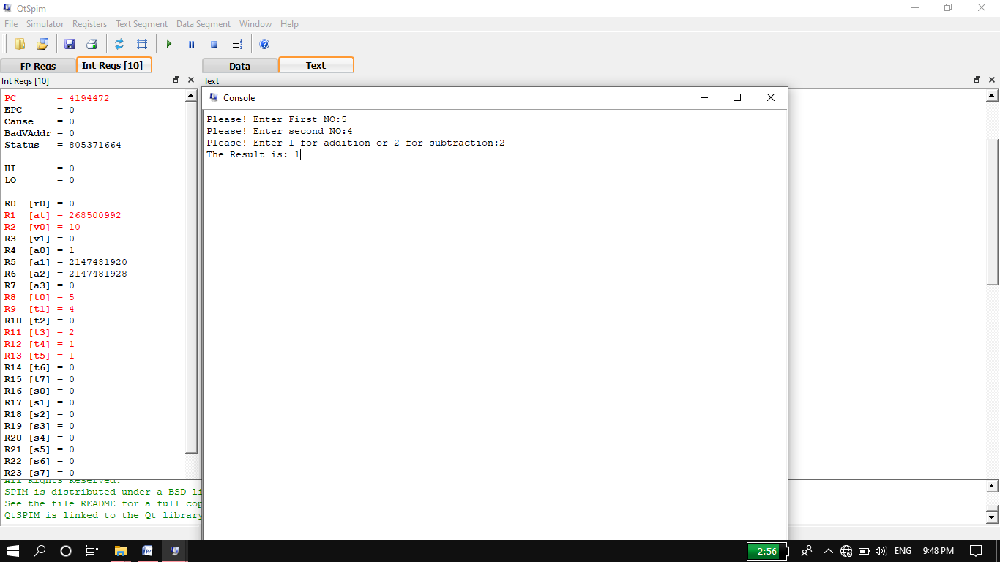 QtSpim
File Simulator Registers Text Segment Data Segment Window Help
FP Regs Int Regs [10] Data Text
Int Regs [10] Text
PC = 4194472
EPC = 0
Cause = 0
BadVAddr = 0
Status = 805371664
HI = 0
LO = 0
R0 [r0] = 0
R1 [at] = 268500992
R2 [v0] = 10
R3 [v1] = 0
R4 [a0] = 1
R5 [a1] = 2147481920
R6 [a2] = 2147481928
R7 [a3] = 0
R8 [t0] = 5
R9 [t1] = 4
R10 [t2] = 0
R11 [t3] = 2
R12 [t4] = 1
R13 [t5] = 1
R14 [t6] = 0
R15 [t7] = 0
R16 [s0] = 0
R17 [s1] = 0
R18 [s2] = 0
R19 [s3] = 0
R20 [s4] = 0
R21 [s5] = 0
R22 [s6] = 0
R23 [s7] = 0
Console
Please! Enter First NO:5
Please! Enter second NO:4
Please! Enter 1 for addition or 2 for subtraction:2
The Result is: 1
All Rights Reserved.
SPIM is distributed under a BSD li
See the file README for a full cop
QtSPIM is linked to the Qt library
2:56 ENG 9:48 PM